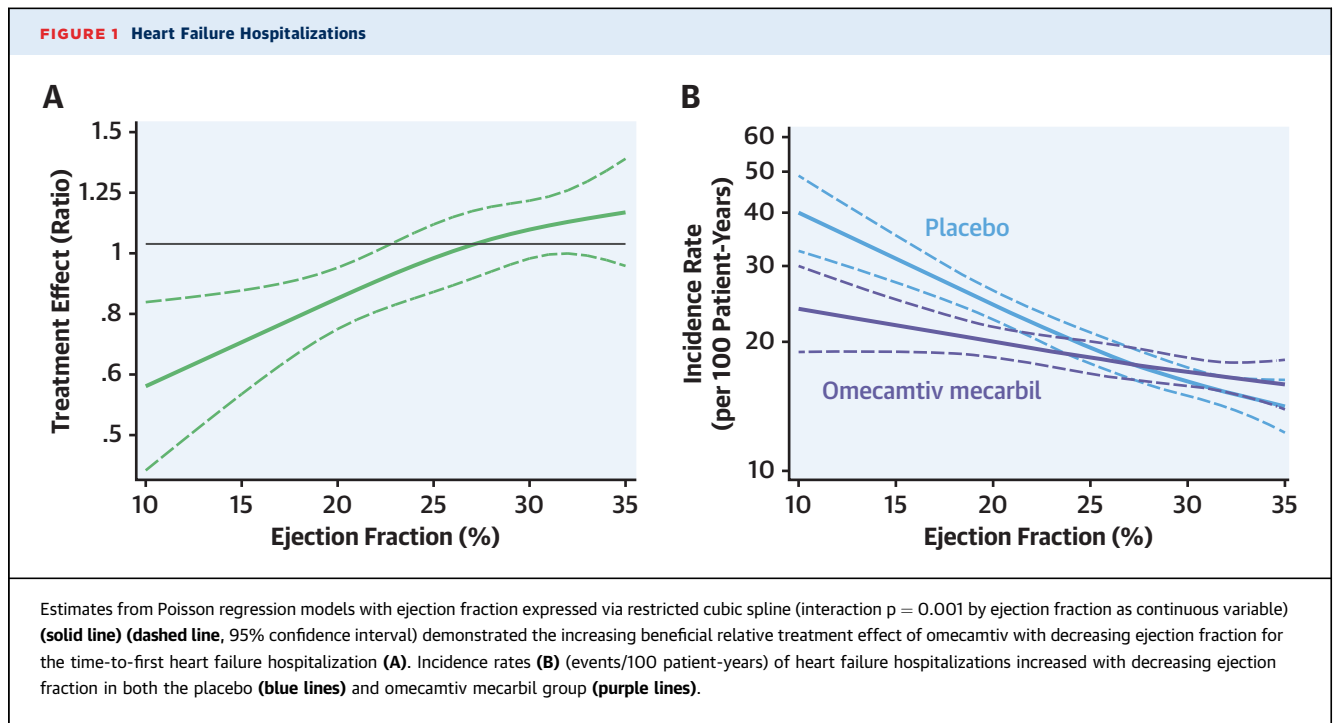 FIGURE 1 Heart Failure Hospitalizations
A
Treatment Effect (Ratio)
1.5
1.25
1
.8
.6
.5
10 15 20 25 30 35
Ejection Fraction (%)
B
Incidence Rate
(per 100 Patient-Years)
60
50
40
30
20
10
Placebo
Omecamtiv mecarbil
10 15 20 25 30 35
Ejection Fraction (%)
Estimates from Poisson regression models with ejection fraction expressed via restricted cubic spline (interaction p = 0.001 by ejection fraction as continuous variable)
(solid line) (dashed line, 95% confidence interval) demonstrated the increasing beneficial relative treatment effect of omecamtiv with decreasing ejection fraction for
the time-to-first heart failure hospitalization (A). Incidence rates (B) (events/100 patient-years) of heart failure hospitalizations increased with decreasing ejection
fraction in both the placebo (blue lines) and omecamtiv mecarbil group (purple lines).